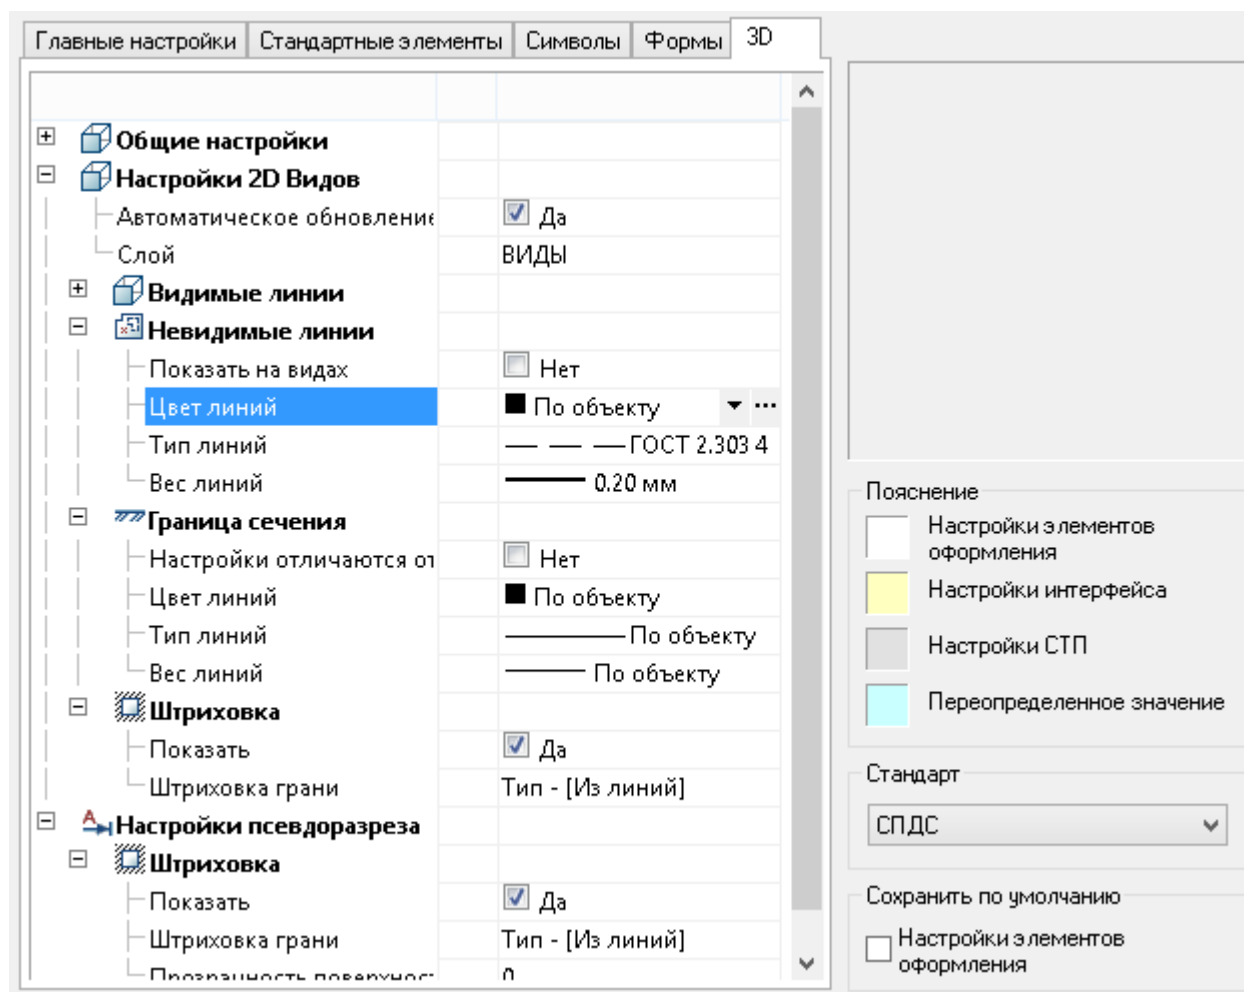 Главные настройки Стандартные элементы Символы Формы 3D
Общие настройки
Настройки 2D Видов
Автоматическое обновление Да
Слой ВИДЫ
Видимые линии
Невидимые линии
Показать на видах Нет
Цвет линий По объекту ...
Тип линий ГОСТ 2.303 4
Вес линий 0.20 мм
Граница сечения
Настройки отличаются от Нет
Цвет линий По объекту
Тип линий По объекту
Вес линий По объекту
Штриховка
Показать Да
Штриховка грани Тип - [Из линий]
Настройки псевдоразреза
Штриховка
Показать Да
Штриховка грани Тип - [Из линий]
Прозрачность поверхнос 0
Пояснение
Настройки элементов
оформления
Настройки интерфейса
Настройки СТП
Переопределенное значение
Стандарт
СПДС
Сохранить по умолчанию
Настройки элементов
оформления